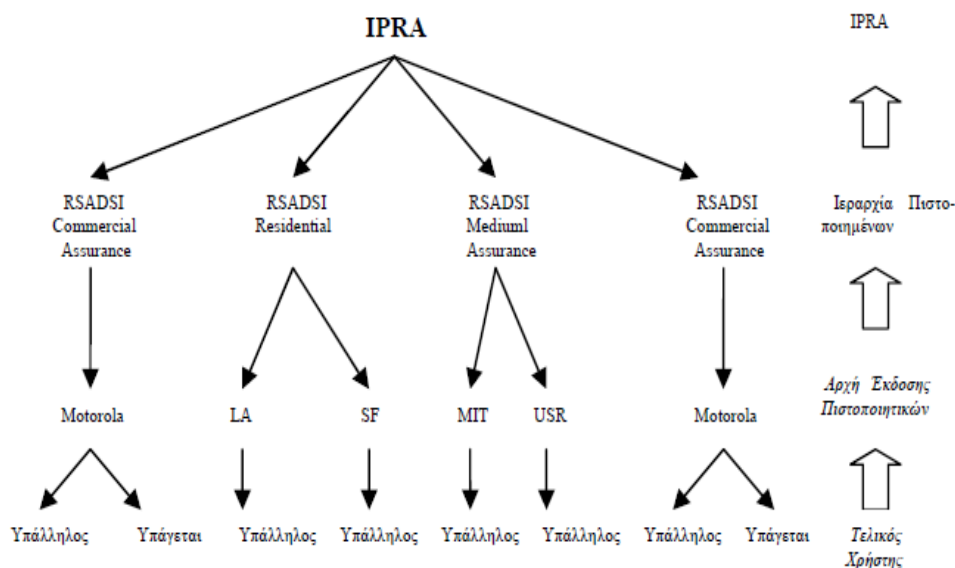 IPRA
IPRA
RSADSI
Commercial
Assurance
RSADSI
Residential
RSADSI
Mediuml
Assurance
RSADSI
Commercial
Assurance
Ιεραρχία Πιστο-
ποιημένων
Motorola
LA
SF
MIT
USR
Motorola
Αρχή Έκδοσης
Πιστοποιητικών
Υπάλληλος
Υπάγεται
Υπάλληλος
Υπάλληλος
Υπάλληλος
Υπάλληλος
Υπάλληλος
Υπάγεται
Τελικός
Χρήστης